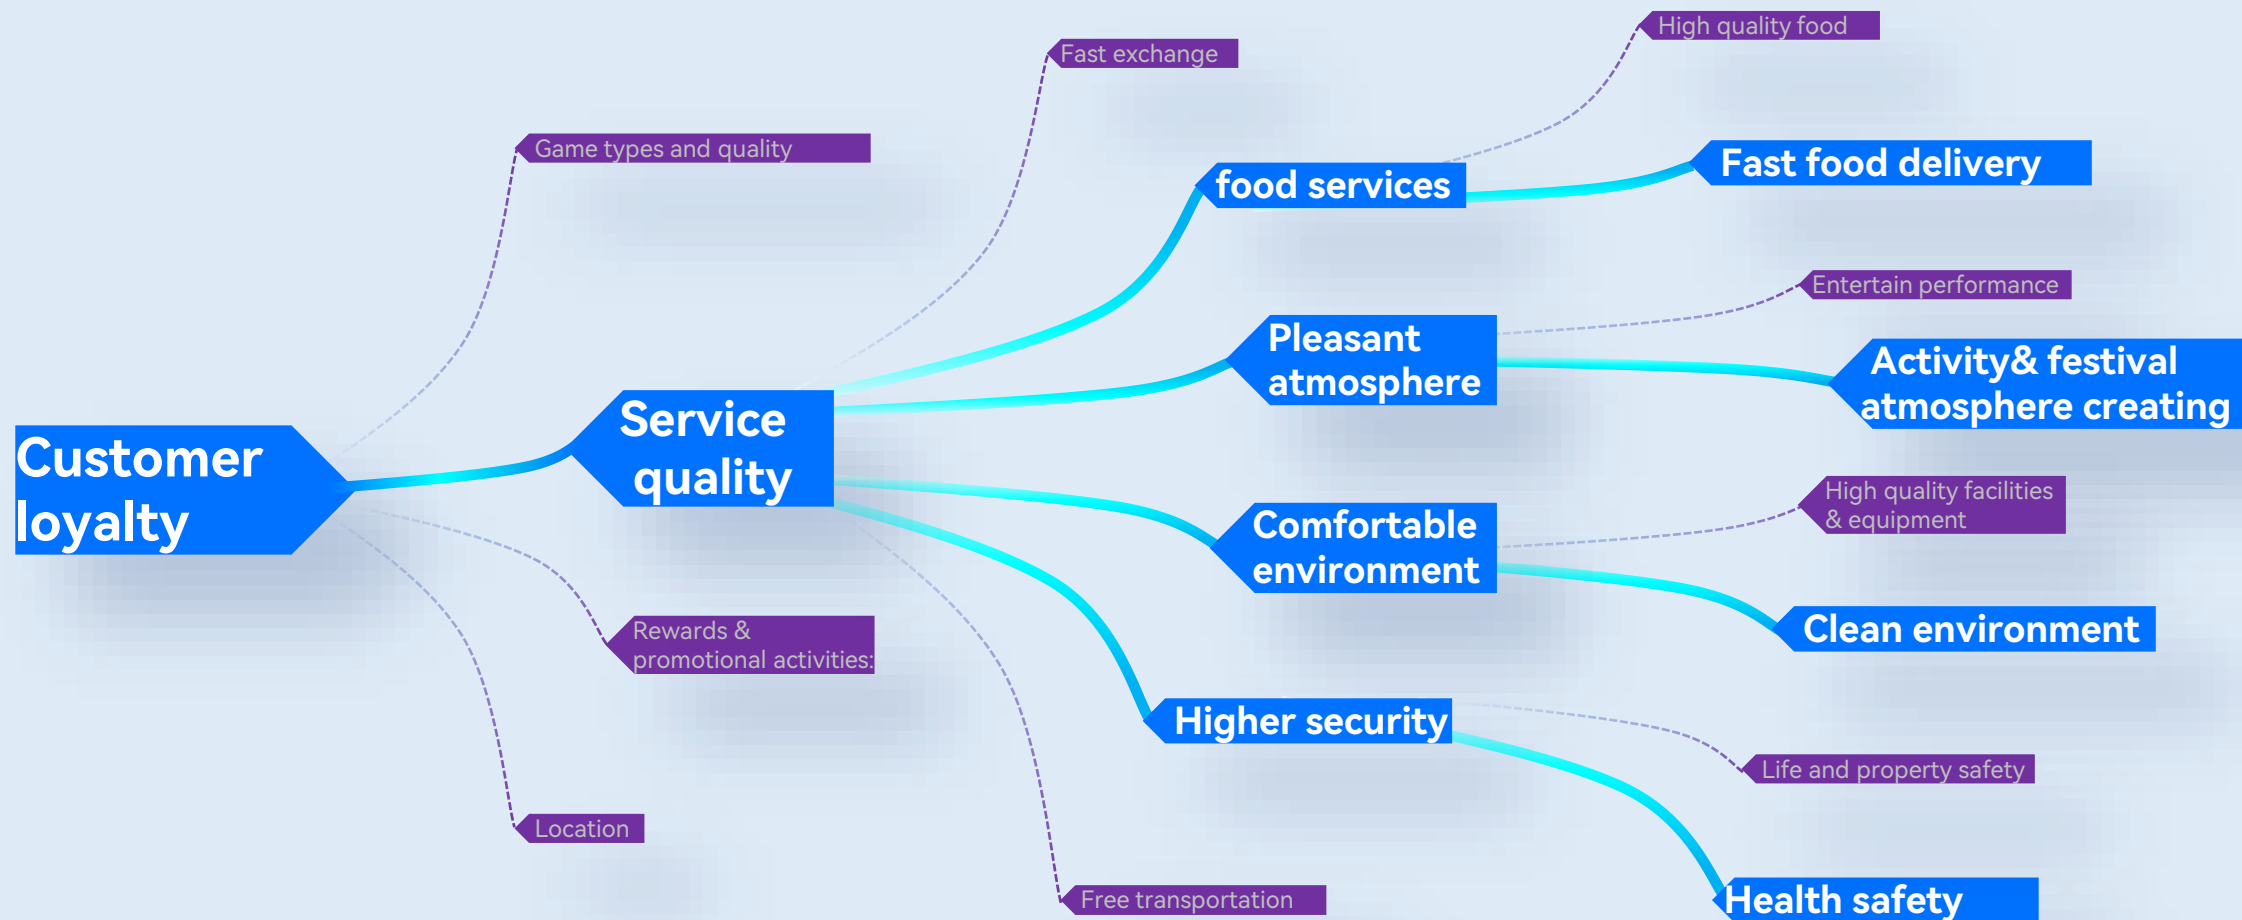 Customer
loyalty
Game types and quality
Service
quality
Rewards &
promotional activities:
Location
Fast exchange
food services
Pleasant
atmosphere
Comfortable
environment
Higher security
Free transportation
High quality food
Fast food delivery
Entertain performance
Activity& festival
atmosphere creating
High quality facilities
& equipment
Clean environment
Life and property safety
Health safety